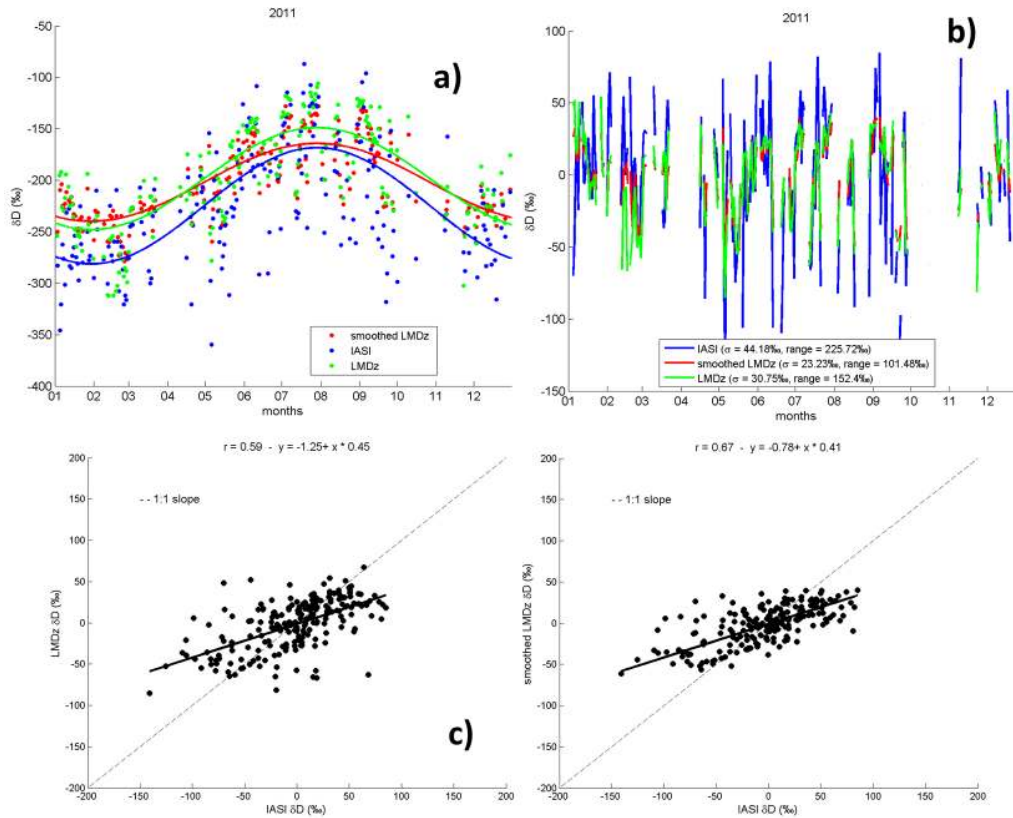 2011
-50
-100
-150
-200
-250
-300
-350
-400
δD (‰)
a)
smoothed LMDz
IASI
LMDz
01 02 03 04 05 06 07 08 09 10 11 12
months
2011
100
50
0
-50
-100
-150
δD (‰)
b)
IASI (σ = 44.18‰, range = 225.72‰)
smoothed LMDz (σ = 23.23‰, range = 101.48‰)
LMDz (σ = 30.75‰, range = 152.4‰)
01 02 03 04 05 06 07 08 09 10 11 12
months
r = 0.59 - y = -1.25+ x * 0.45
200
150
100
50
0
-50
-100
-150
-200
LMDz δD (‰)
- - 1:1 slope
c)
-200 -150 -100 -50 0 50 100 150 200
IASI δD (‰)
r = 0.67 - y = -0.78+ x * 0.41
200
150
100
50
0
-50
-100
-150
-200
smoothed LMDz δD (‰)
- - 1:1 slope
-200 -150 -100 -50 0 50 100 150 200
IASI δD (‰)